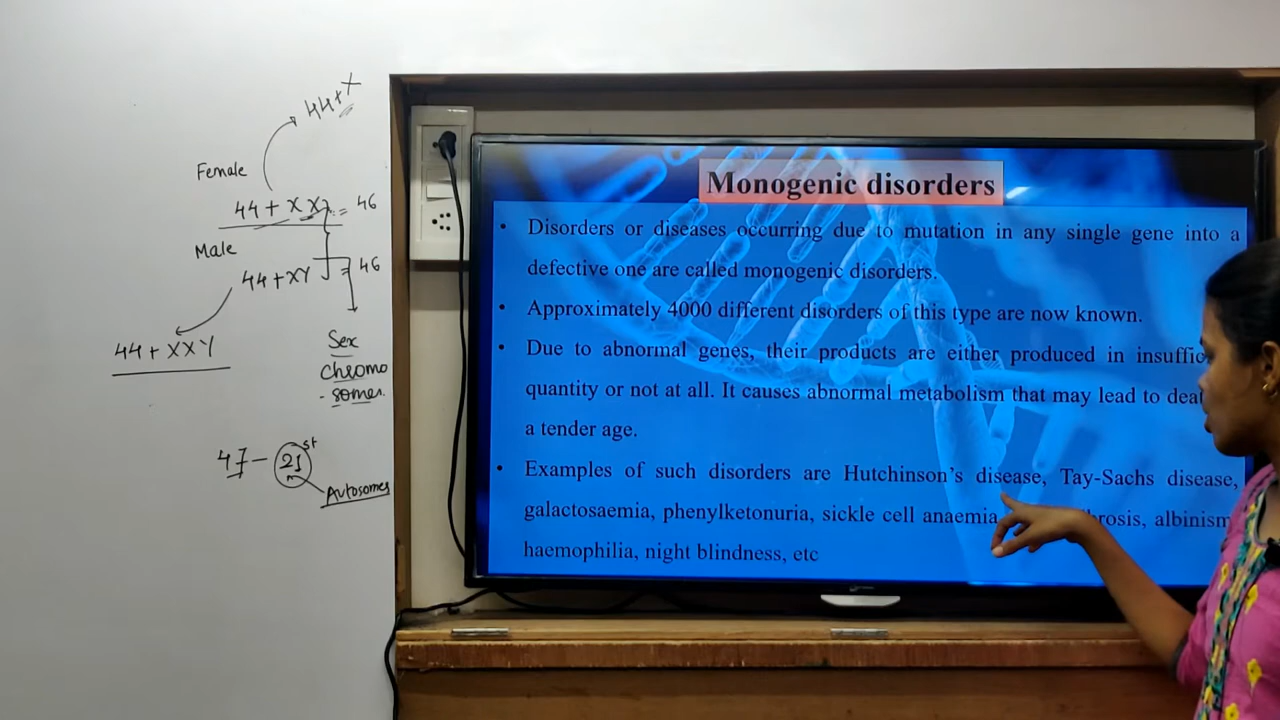 44+X
Female
44 + XX = 46
Male
44+XY = 46
44 + XXY
Sex
chromo
- somes.
47 - 21st
Autosomes
Monogenic disorders
• Disorders or diseases occurring due to mutation in any single gene into a
defective one are called monogenic disorders.
• Approximately 4000 different disorders of this type are now known.
• Due to abnormal genes, their products are either produced in
quantity or not at all. It causes abnormal metabolism that may lead to
a tender age.
• Examples of such disorders are Hutchinson's disease, Tay-Sachs disease,
galactosaemia, phenylketonuria, sickle cell anaemia, albinism
haemophilia, night blindness, etc